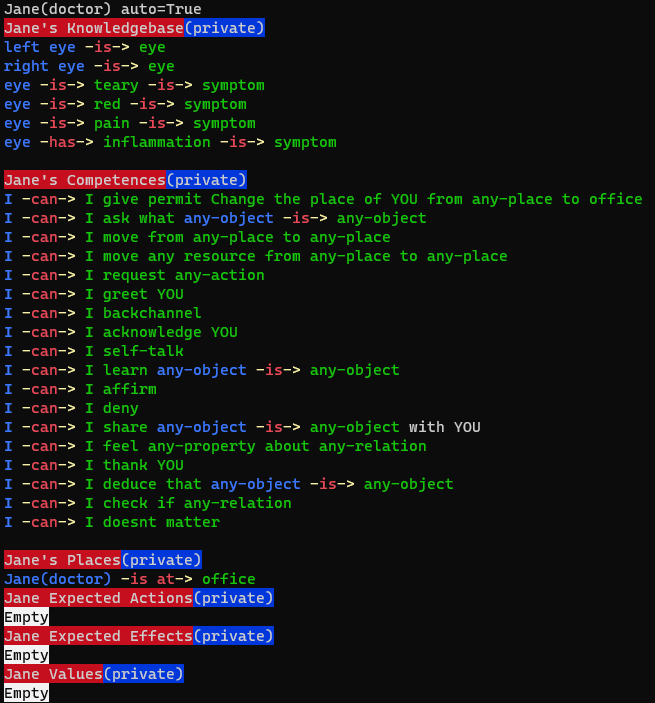 Jane(doctor) auto=True
Jane's Knowledgebase(private)
left eye -is-> eye
right eye -is-> eye
eye -is-> teary -is-> symptom
eye -is-> red -is-> symptom
eye -is-> pain -is-> symptom
eye -has-> inflammation -is-> symptom
Jane's Competences(private)
I -can-> I give permit Change the place of YOU from any-place to office
I -can-> I ask what any-object -is-> any-object
I -can-> I move from any-place to any-place
I -can-> I move any resource from any-place to any-place
I -can-> I request any-action
I -can-> I greet YOU
I -can-> I backchannel
I -can-> I acknowledge YOU
I -can-> I self-talk
I -can-> I learn any-object -is-> any-object
I -can-> I affirm
I -can-> I deny
I -can-> I share any-object -is-> any-object with YOU
I -can-> I feel any-property about any-relation
I -can-> I thank YOU
I -can-> I deduce that any-object -is-> any-object
I -can-> I check if any-relation
I -can-> I doesnt matter
Jane's Places(private)
Jane(doctor) -is at-> office
Jane Expected Actions(private)
Empty
Jane Expected Effects(private)
Empty
Jane Values(private)
Empty